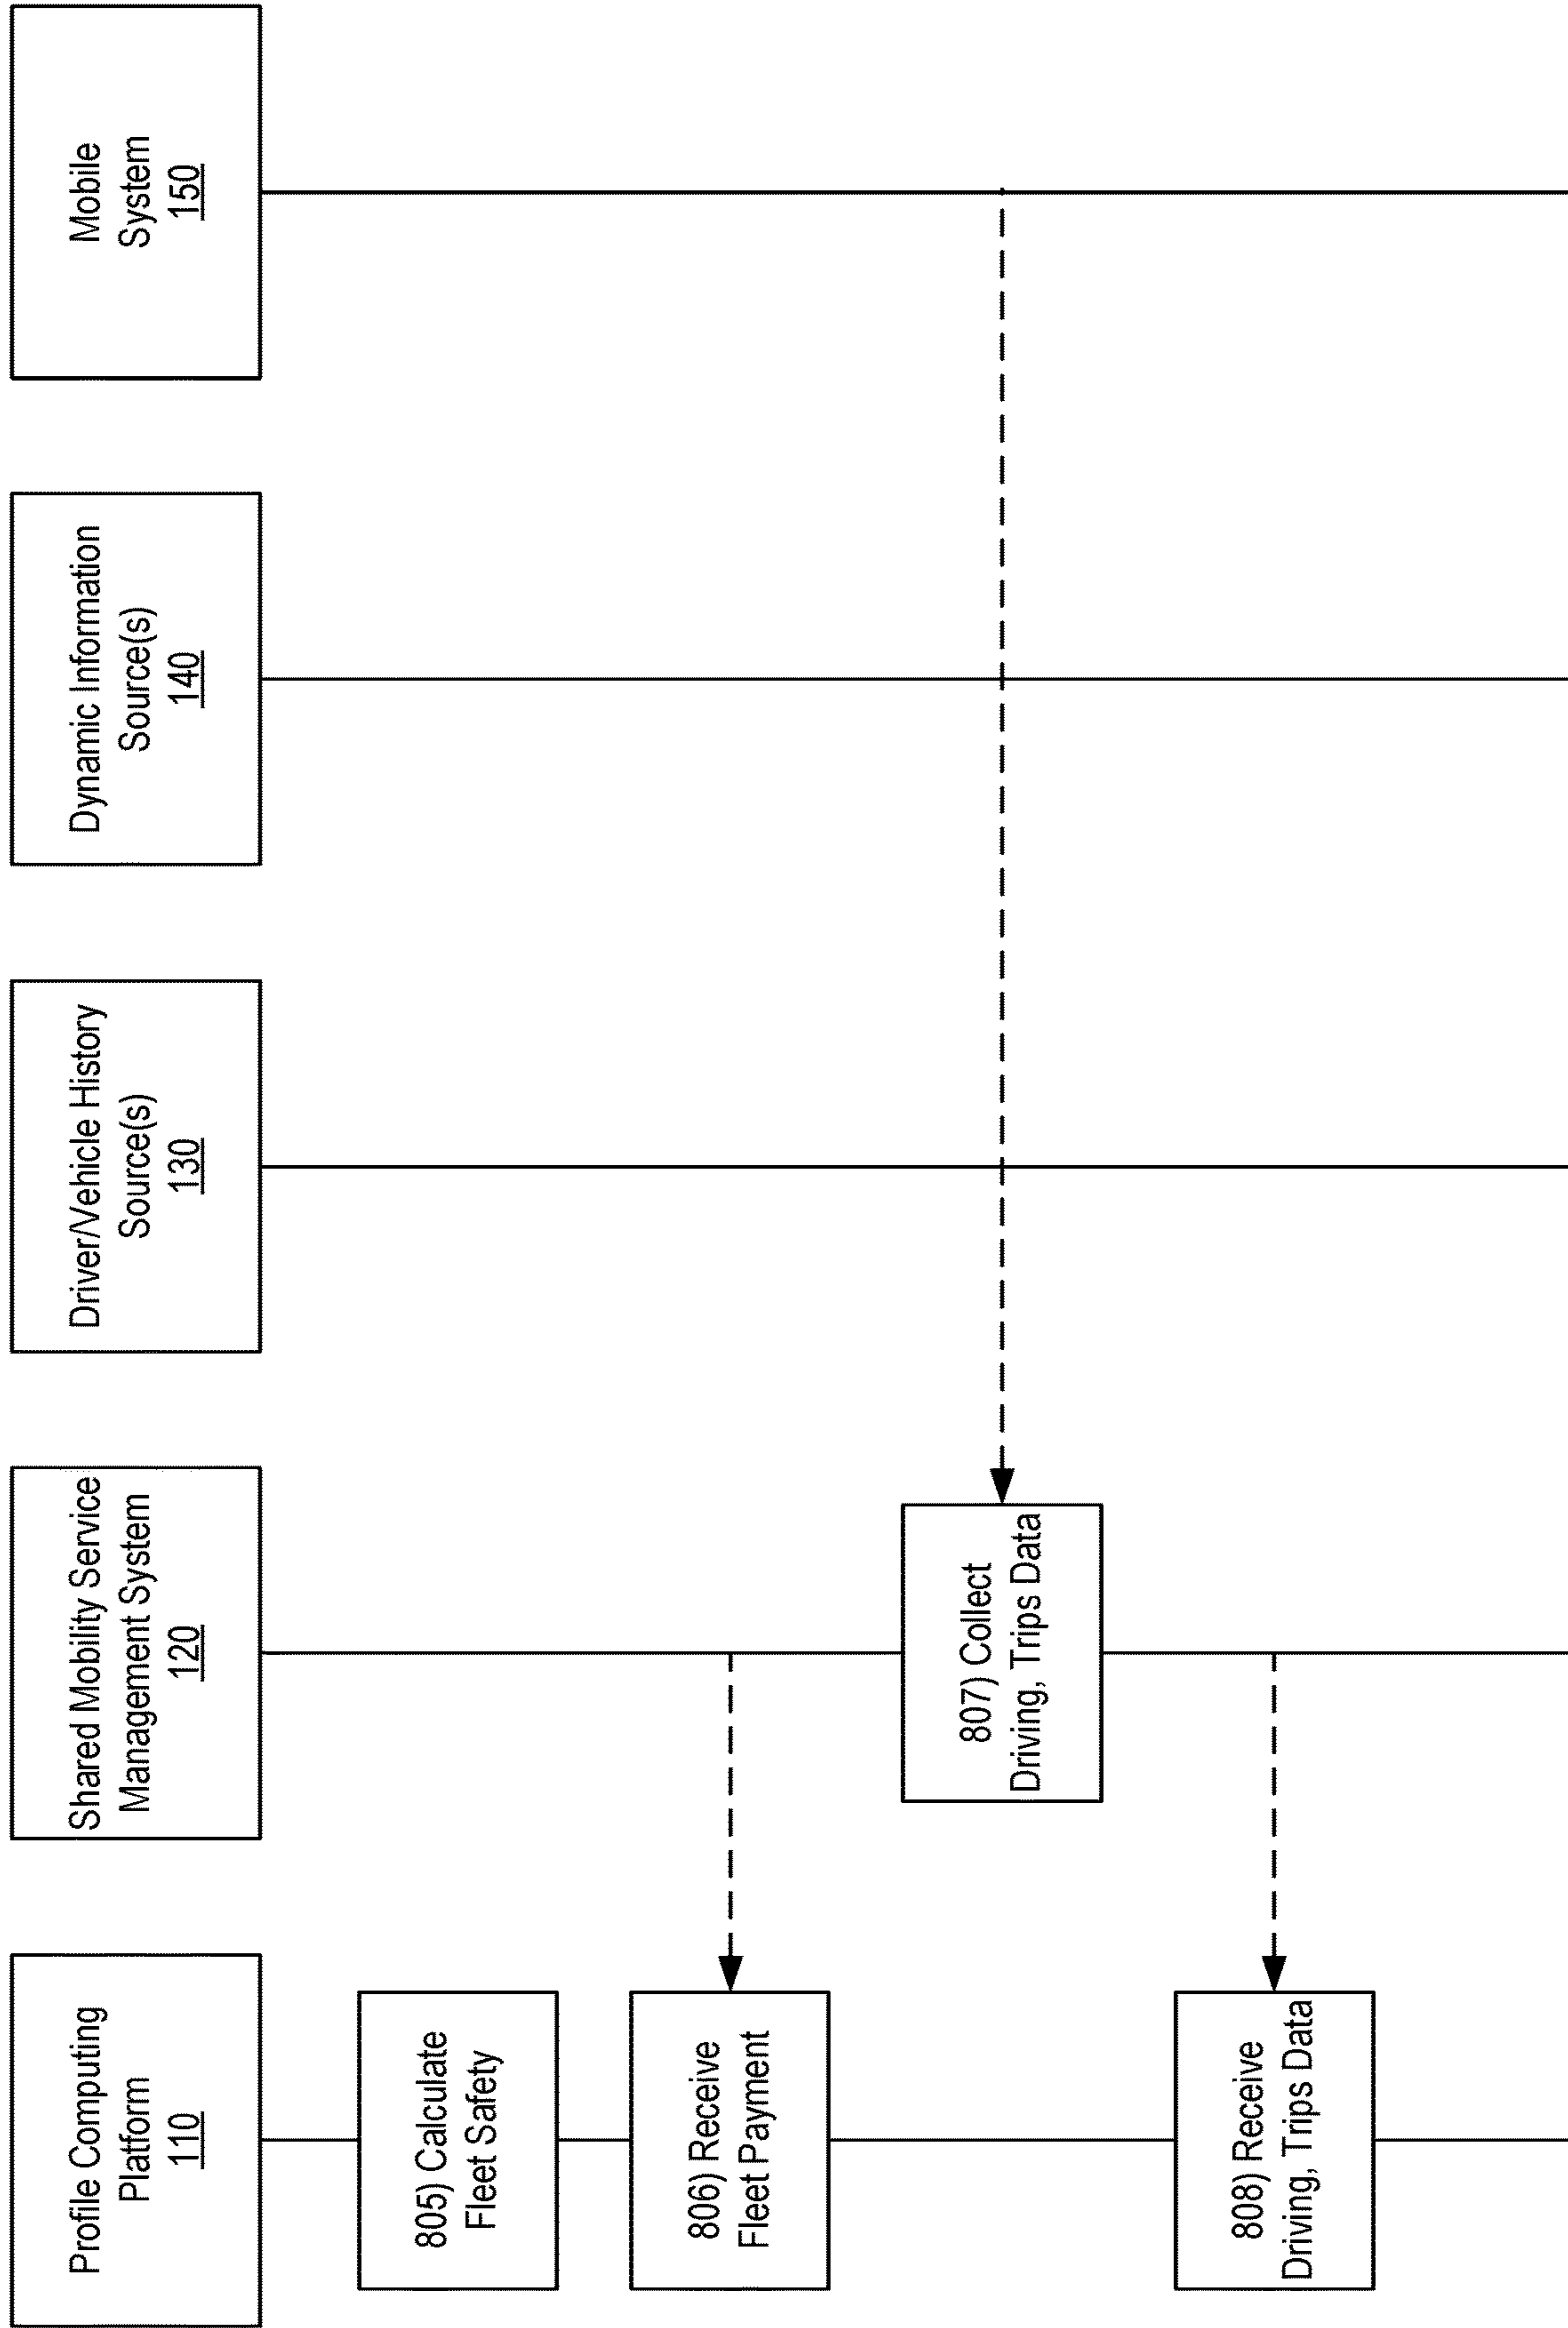 Profile Computing
Platform
110
Shared Mobility Service
Management System
120
Driver/Vehicle History
Source(s)
130
Dynamic Information
Source(s)
140
Mobile
System
150
805) Calculate
Fleet Safety
806) Receive
Fleet Payment
807) Collect
Driving, Trips Data
808) Receive
Driving, Trips Data